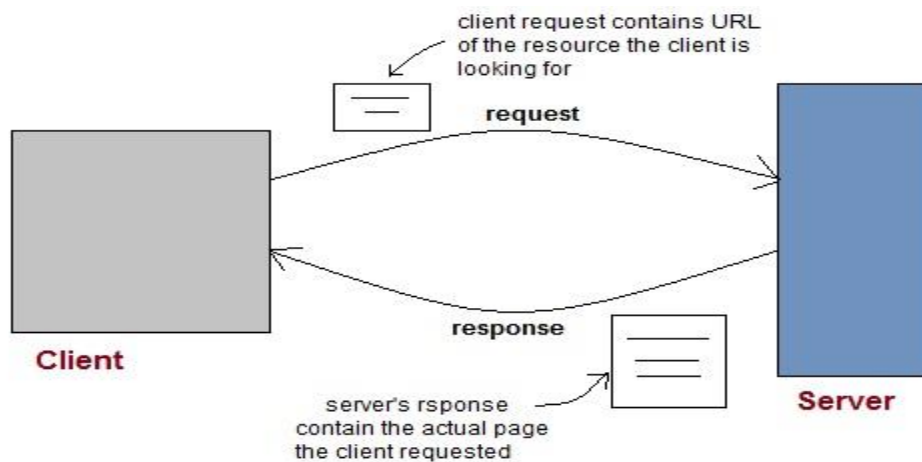 client request contains URL
of the resource the client is
looking for
request
response
Client
server's rsponse
contain the actual page
the client requested
Server